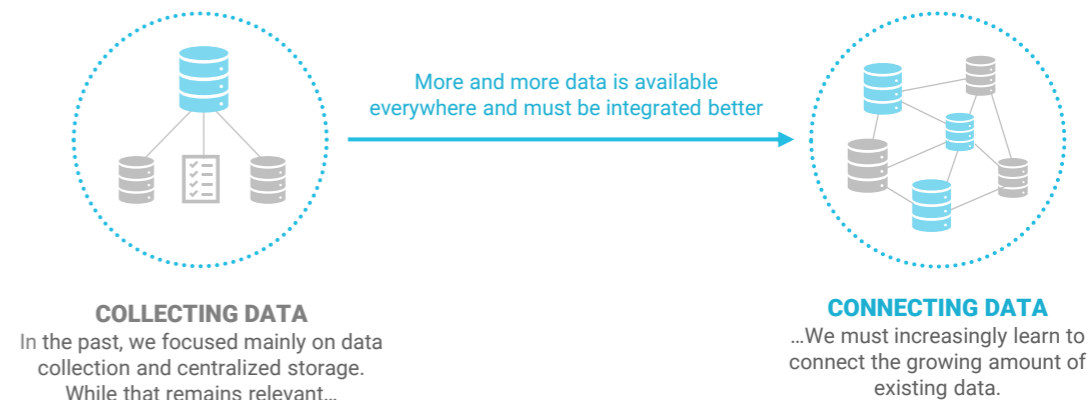 More and more data is available
everywhere and must be integrated better
COLLECTING DATA
In the past, we focused mainly on data
collection and centralized storage.
While that remains relevant…
CONNECTING DATA
…We must increasingly learn to
connect the growing amount of
existing data.